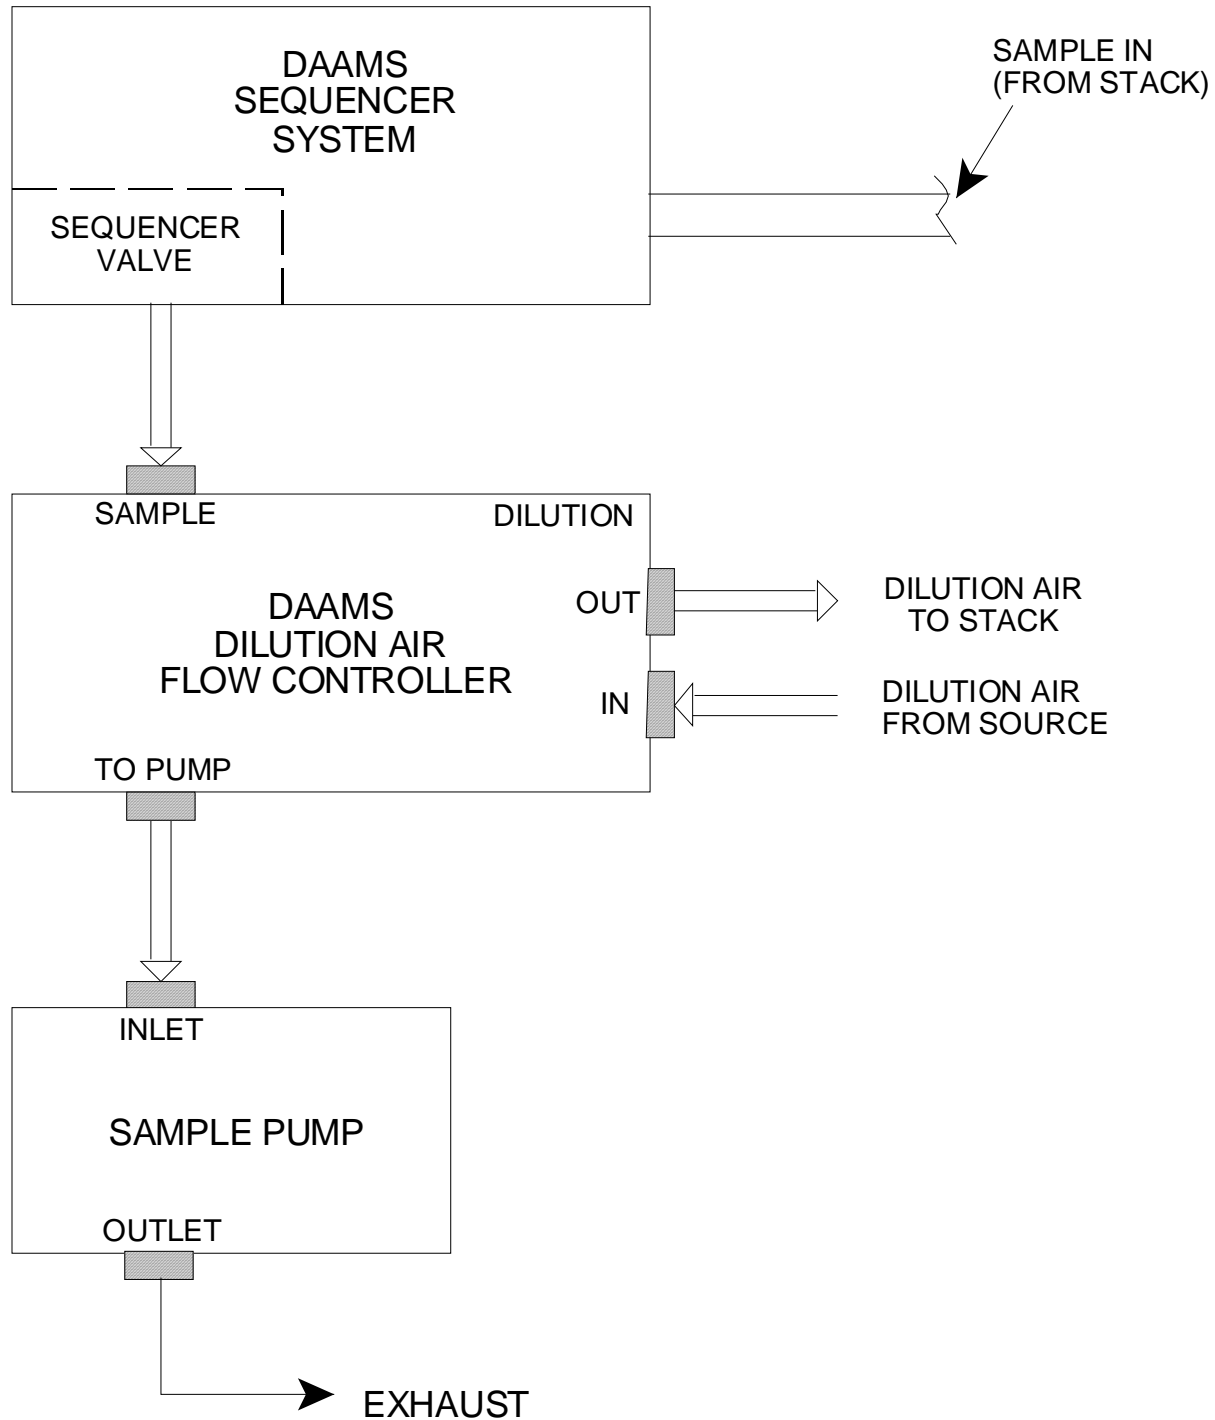 DAAMS
SEQUENCER
SYSTEM
SAMPLE IN
(FROM STACK)
SEQUENCER
VALVE
SAMPLE
DILUTION
DAAMS
DILUTION AIR
FLOW CONTROLLER
OUT
DILUTION AIR
TO STACK
IN
DILUTION AIR
FROM SOURCE
TO PUMP
INLET
SAMPLE PUMP
OUTLET
EXHAUST